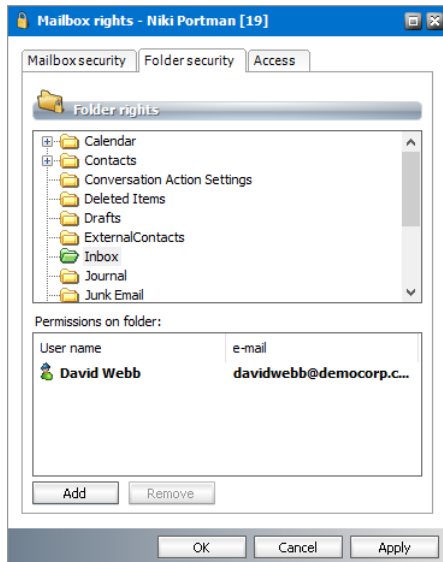 Mailbox rights - Niki Portman [19]
Mailbox security Folder security Access
Folder rights
Calendar
Contacts
Conversation Action Settings
Deleted Items
Drafts
ExternalContacts
Inbox
Journal
Junk Email
Permissions on folder:
User name e-mail
David Webb davidwebb@democorp.c...
Add Remove
OK Cancel Apply